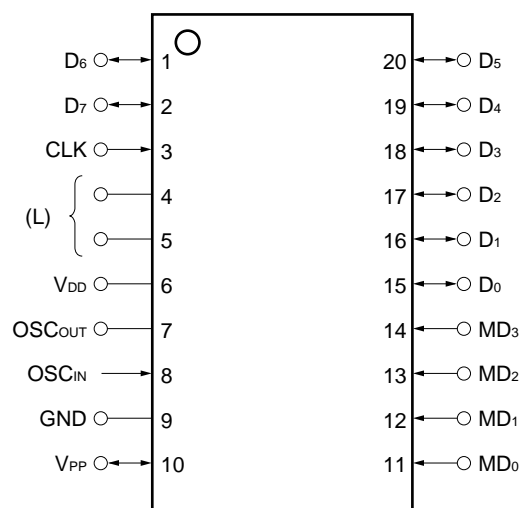 D6 1 20 D5
D7 2 19 D4
CLK 3 18 D3
4 17 D2
(L)
5 16 D1
VDD 6 15 D0
OSCOUT 7 14 MD3
OSCIN 8 13 MD2
GND 9 12 MD1
VPP 10 11 MD0